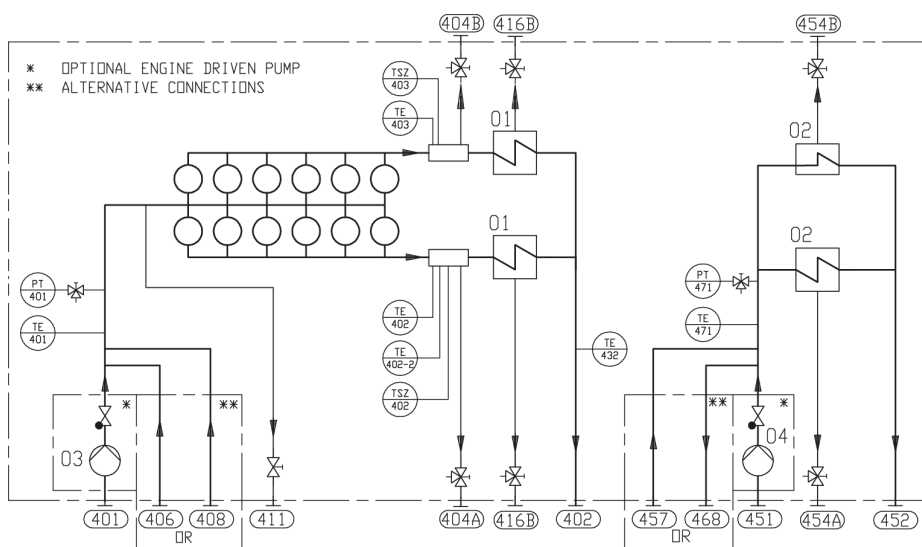 404B 416B 454B
* OPTIONAL ENGINE DRIVEN PUMP
** ALTERNATIVE CONNECTIONS
TSZ
403
TE
403
01
02
01
02
PT
401
TE
401
TE
402
TE
402-2
TSZ
402
TE
432
PT
471
TE
471
* ** ** *
03
04
401 406 408 411 404A 416B 402 457 468 451 454A 452
OR OR